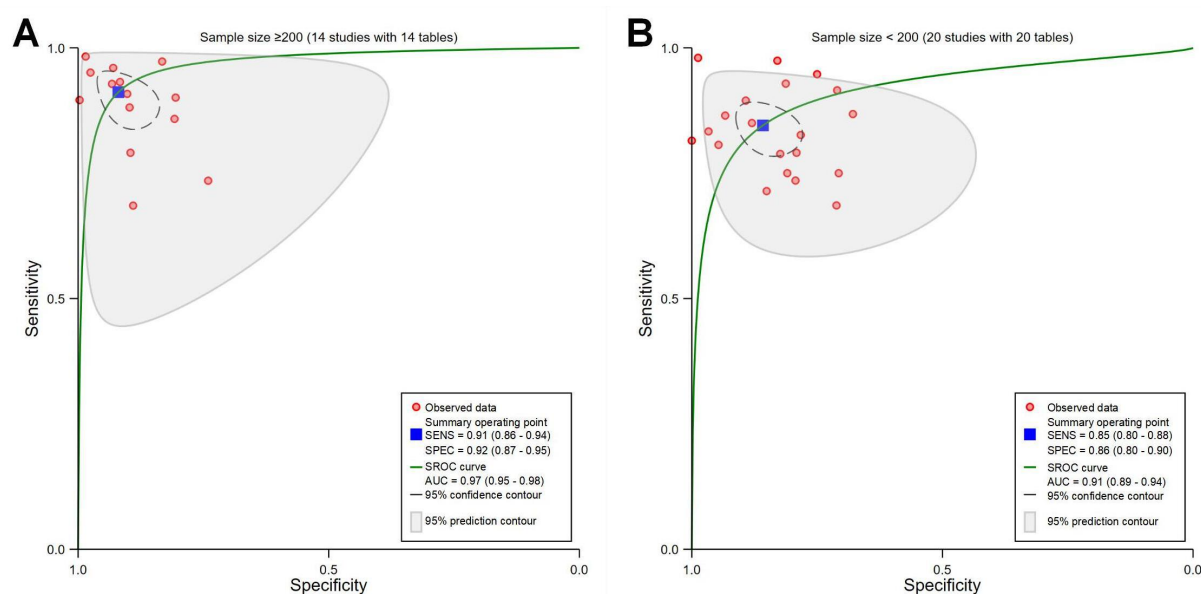 A
Sample size ≥200 (14 studies with 14 tables)
1.0
0.5
0.0
Sensitivity
1.0
0.5
0.0
Specificity
Observed data
Summary operating point
SENS = 0.91 (0.86 - 0.94)
SPEC = 0.92 (0.87 - 0.95)
SROC curve
AUC = 0.97 (0.95 - 0.98)
95% confidence contour
95% prediction contour
B
Sample size < 200 (20 studies with 20 tables)
1.0
0.5
0.0
Sensitivity
1.0
0.5
0.0
Specificity
Observed data
Summary operating point
SENS = 0.85 (0.80 - 0.88)
SPEC = 0.86 (0.80 - 0.90)
SROC curve
AUC = 0.91 (0.89 - 0.94)
95% confidence contour
95% prediction contour